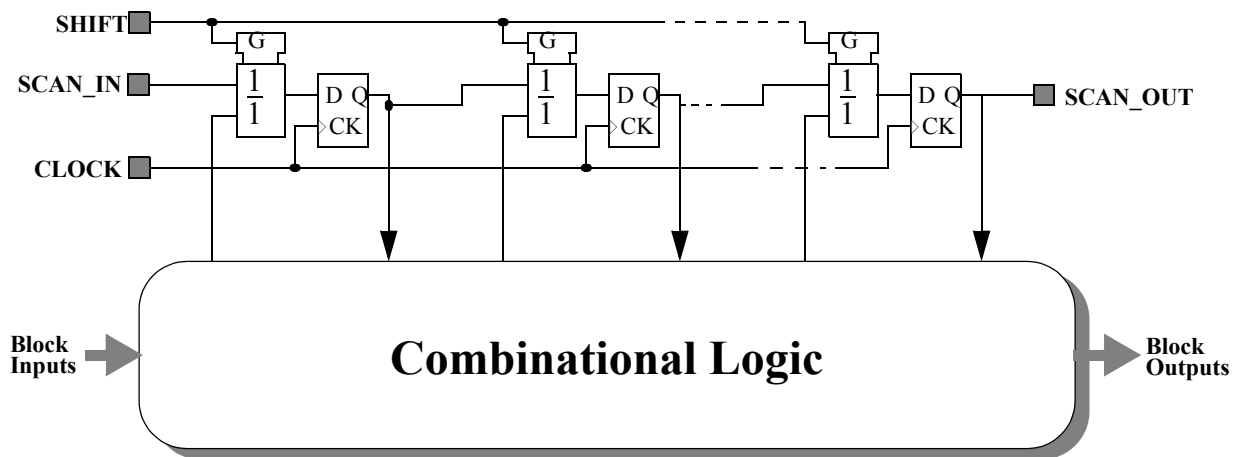 SHIFT
G
G
G
SCAN_IN
1
1
D Q
CK
1
1
D Q
CK
1
1
D Q
CK
SCAN_OUT
CLOCK
Block
Inputs
Combinational Logic
Block
Outputs